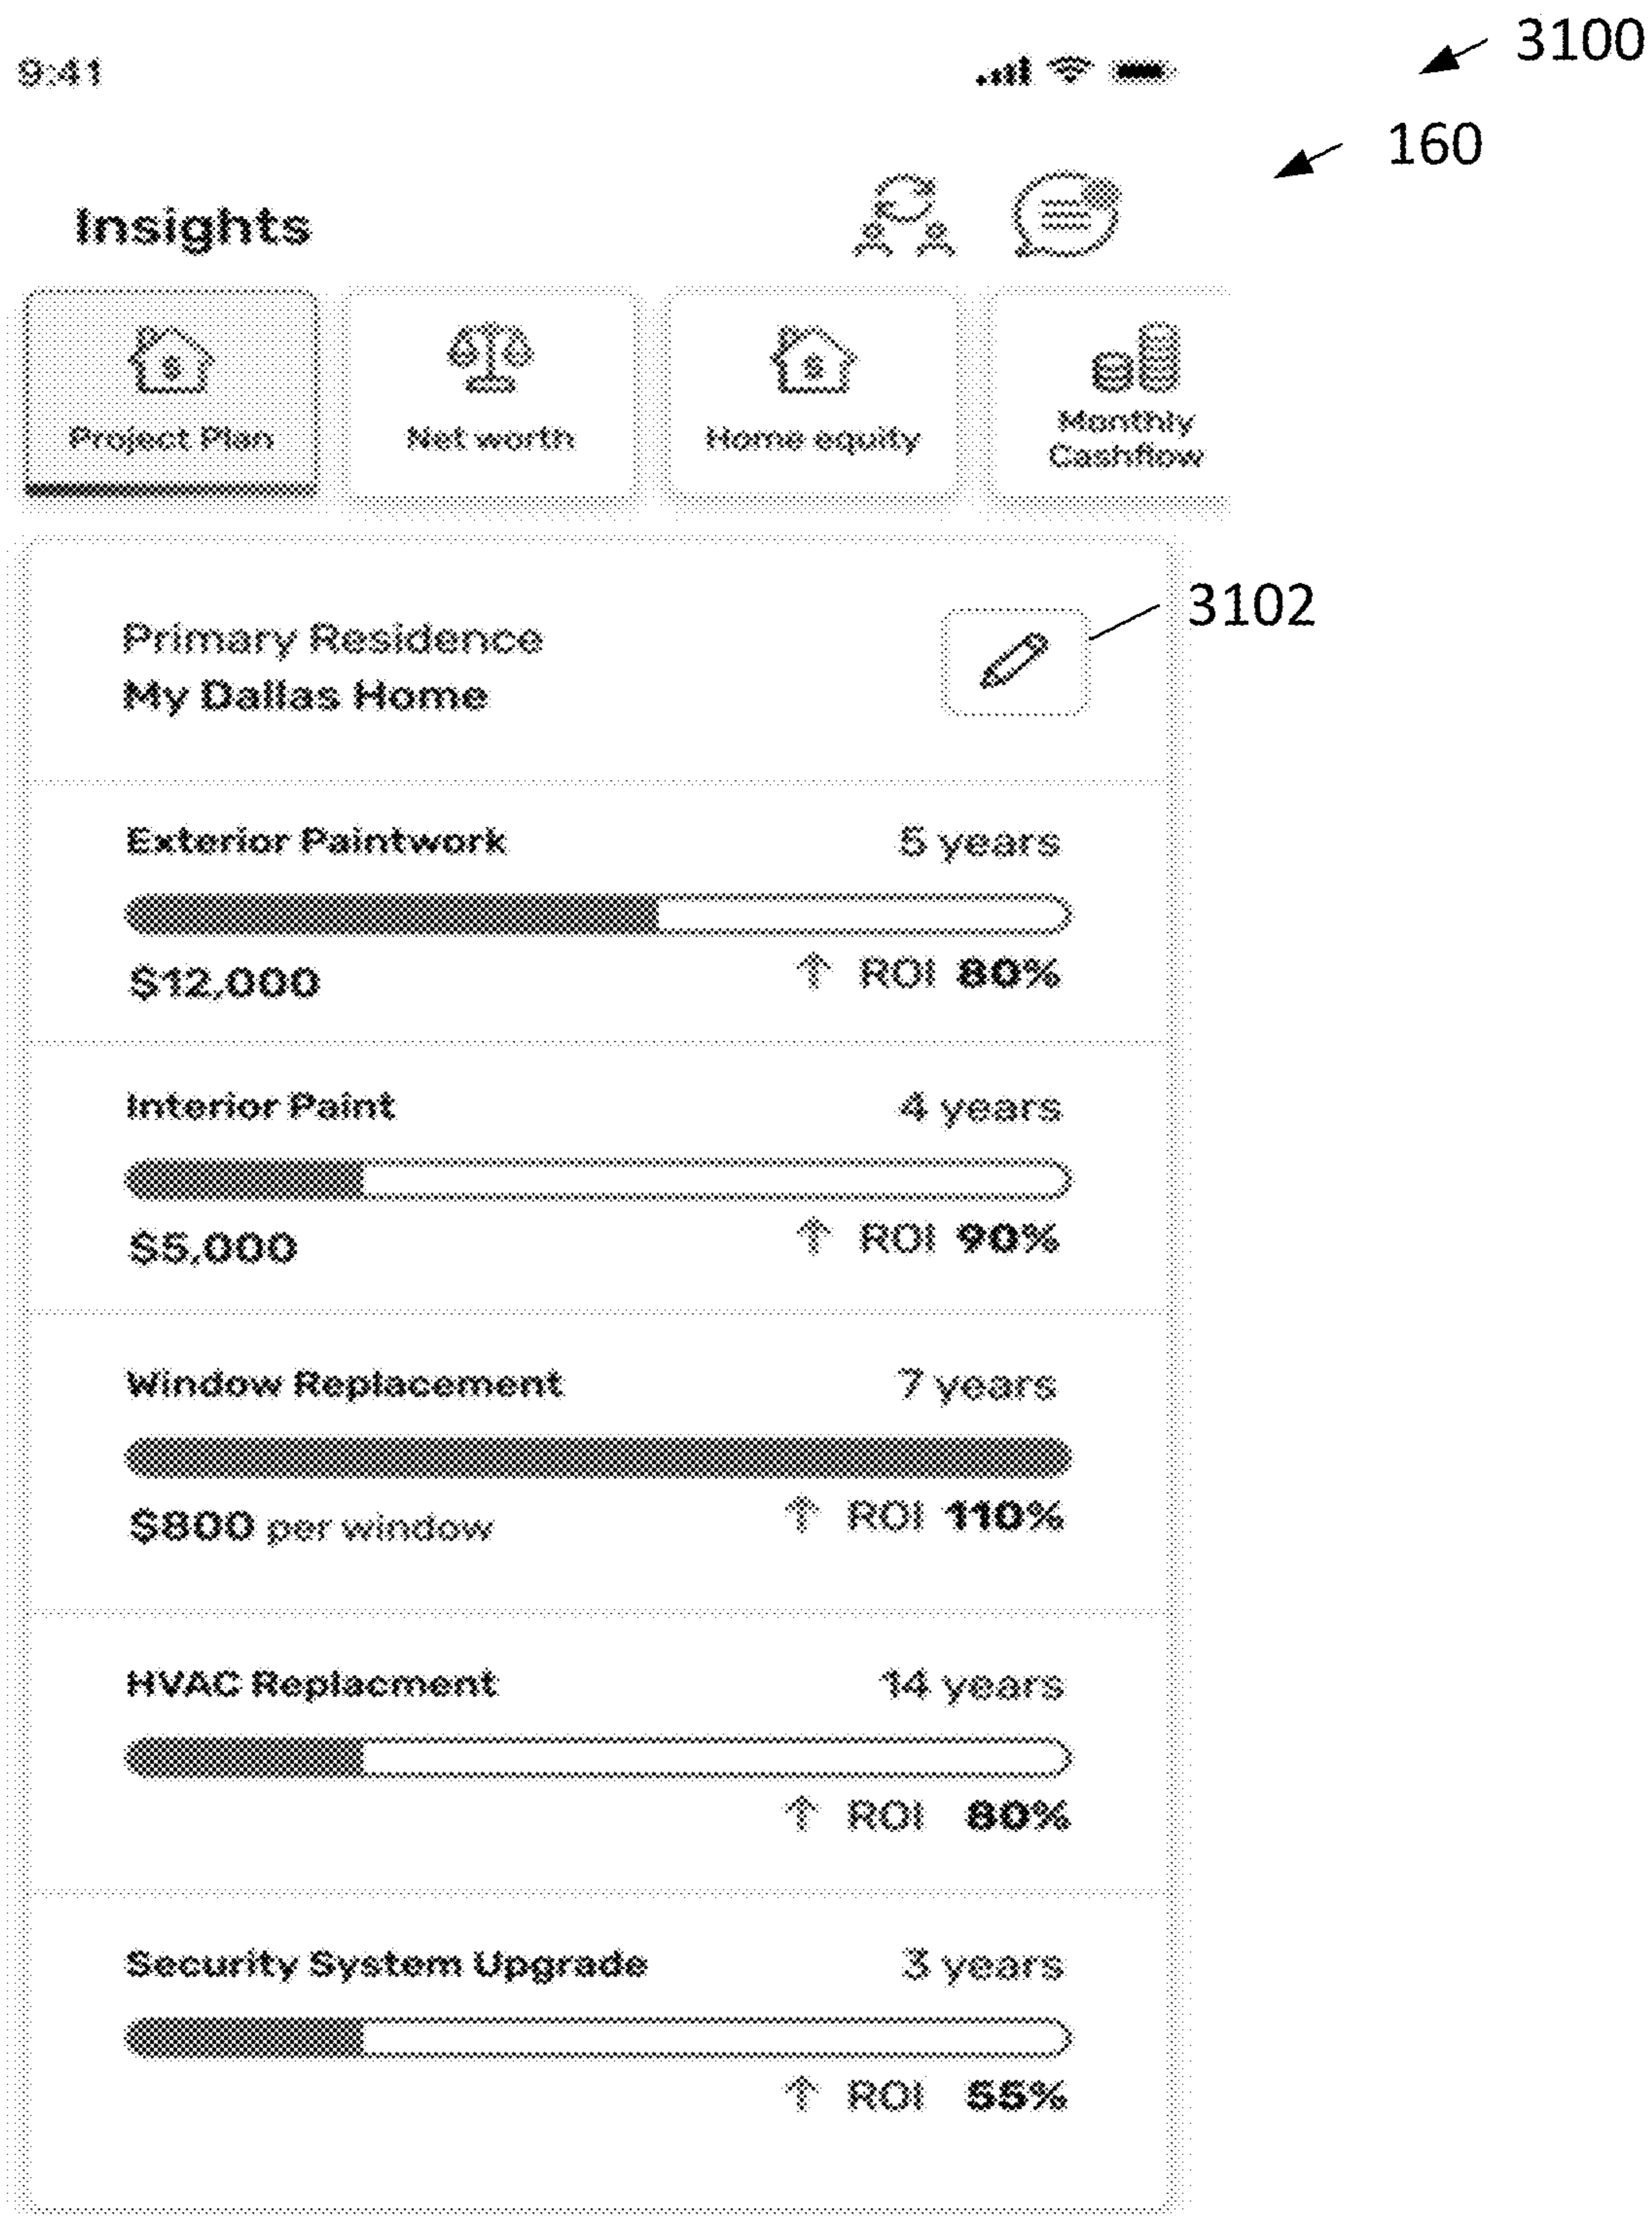 9:41
3100
160
Insights
Project Plan
Net worth
Home equity
Monthly
Cashflow
3102
Primary Residence
My Dallas Home
Exterior Paintwork 5 years
$12,000 ↑ ROI 80%
Interior Paint 4 years
$5,000 ↑ ROI 90%
Window Replacement 7 years
$800 per window ↑ ROI 110%
HVAC Replacment 14 years
↑ ROI 80%
Security System Upgrade 3 years
↑ ROI 55%